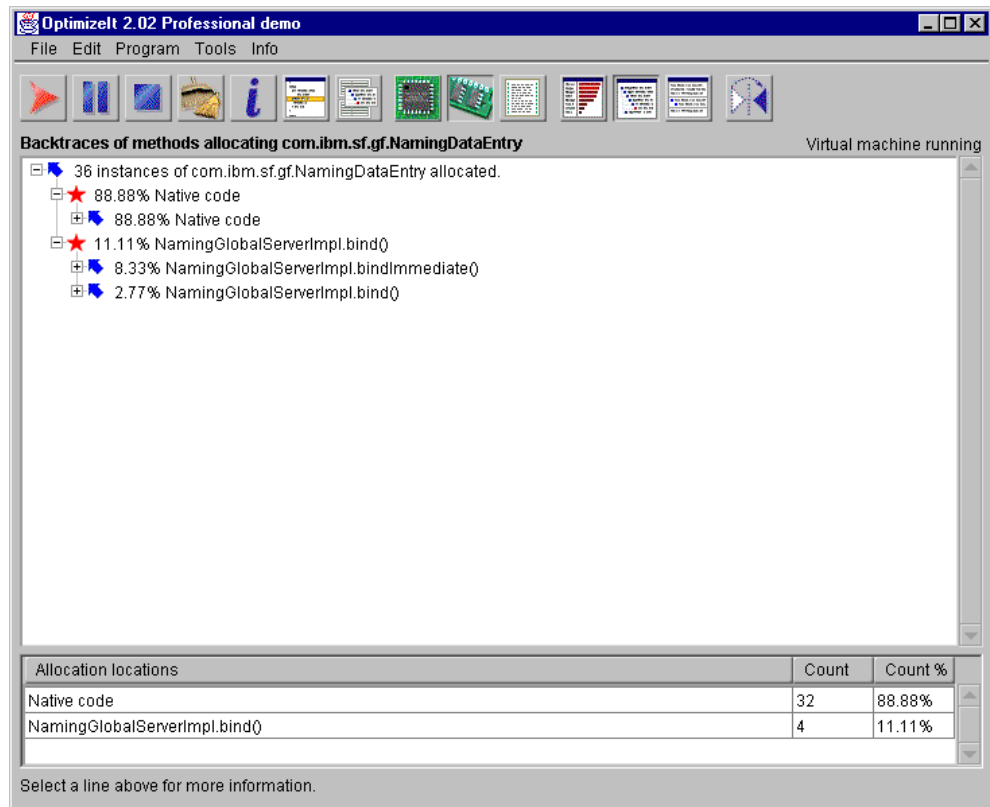 OptimizeIt 2.02 Professional demo
File Edit Program Tools Info
Backtraces of methods allocating com.ibm.sf.gf.NamingDataEntry Virtual machine running
36 instances of com.ibm.sf.gf.NamingDataEntry allocated.
88.88% Native code
88.88% Native code
11.11% NamingGlobalServerImpl.bind()
8.33% NamingGlobalServerImpl.bindImmediate()
2.77% NamingGlobalServerImpl.bind()
Allocation locations Count Count %
Native code 32 88.88%
NamingGlobalServerImpl.bind() 4 11.11%
Select a line above for more information.